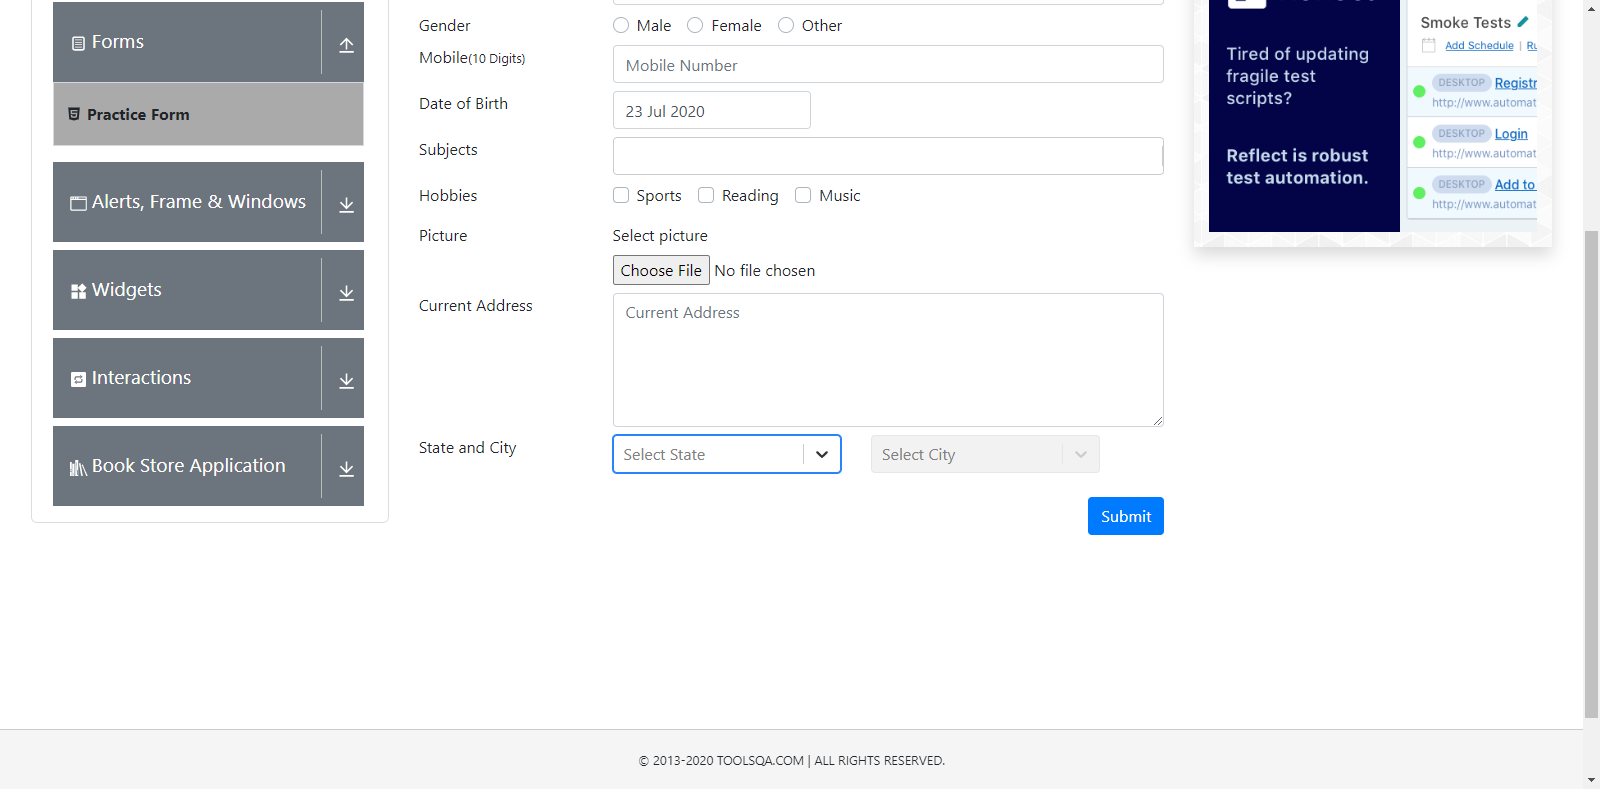 Forms
Practice Form
Alerts, Frame & Windows
Widgets
Interactions
Book Store Application
Gender
Male Female Other
Mobile(10 Digits)
Mobile Number
Date of Birth
23 Jul 2020
Subjects
Hobbies
Sports Reading Music
Picture
Select picture
Choose File No file chosen
Current Address
Current Address
State and City
Select State
Select City
Submit
Tired of updating
fragile test
scripts?
Reflect is robust
test automation.
Smoke Tests
Add Schedule | Ru
DESKTOP Registr
http://www.automat
DESKTOP Login
http://www.automat
DESKTOP Add to
http://www.automat
© 2013-2020 TOOLSQA.COM | ALL RIGHTS RESERVED.